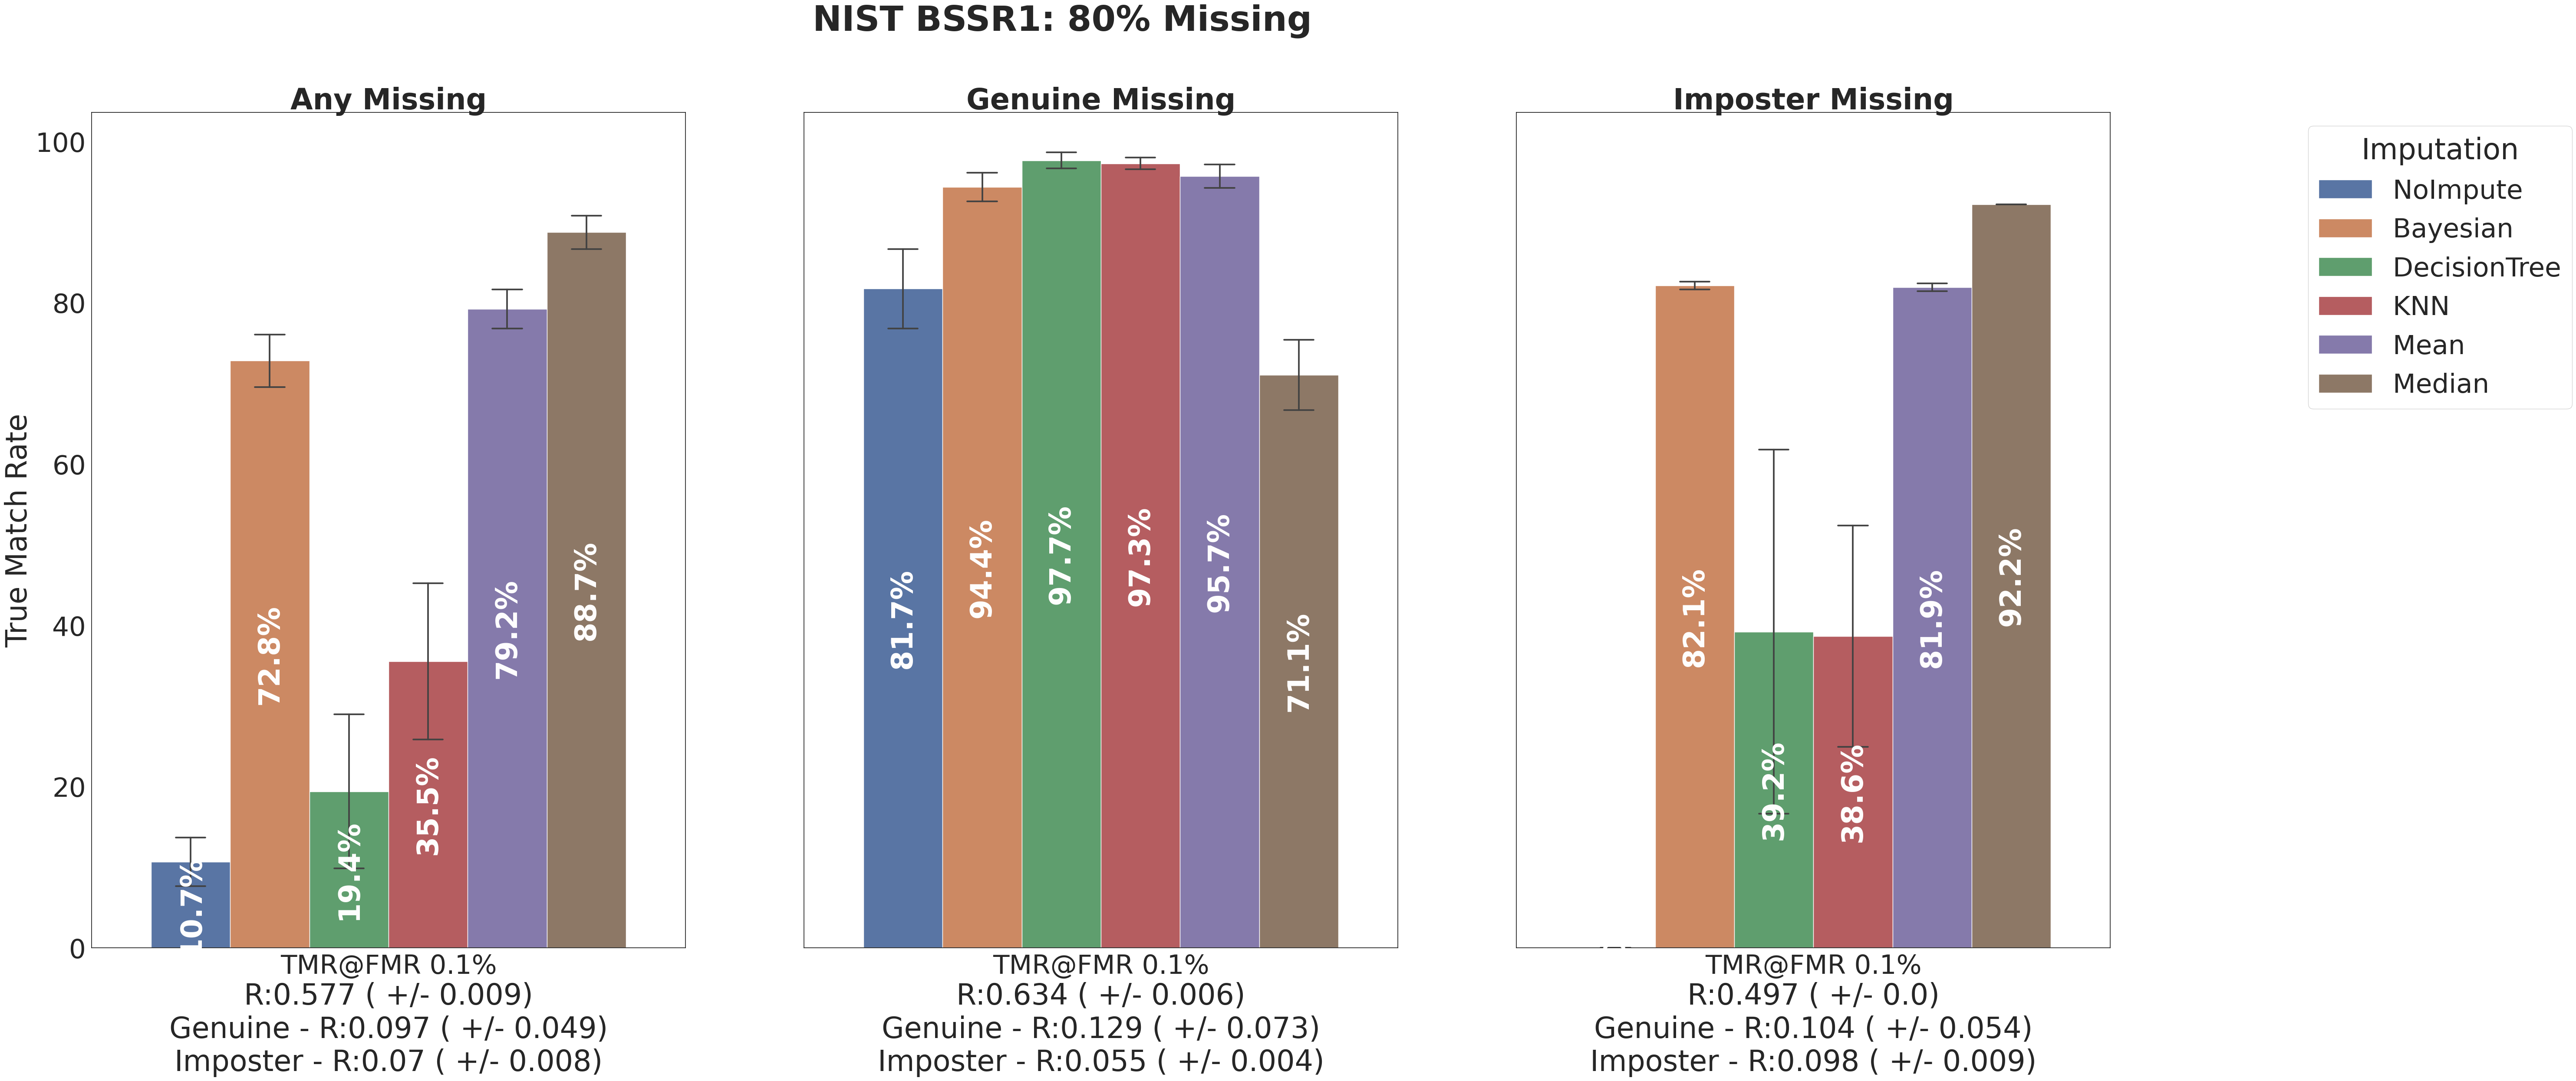 NIST BSSR1: 80% Missing
Any Missing
Genuine Missing
Imposter Missing
True Match Rate
100
80
60
40
20
0
10.7%
72.8%
19.4%
35.5%
79.2%
88.7%
81.7%
94.4%
97.7%
97.3%
95.7%
71.1%
82.1%
39.2%
38.6%
81.9%
92.2%
TMR@FMR 0.1%
R:0.577 ( +/- 0.009)
Genuine - R:0.097 ( +/- 0.049)
Imposter - R:0.07 ( +/- 0.008)
TMR@FMR 0.1%
R:0.634 ( +/- 0.006)
Genuine - R:0.129 ( +/- 0.073)
Imposter - R:0.055 ( +/- 0.004)
TMR@FMR 0.1%
R:0.497 ( +/- 0.0)
Genuine - R:0.104 ( +/- 0.054)
Imposter - R:0.098 ( +/- 0.009)
Imputation
NoImpute
Bayesian
DecisionTree
KNN
Mean
Median